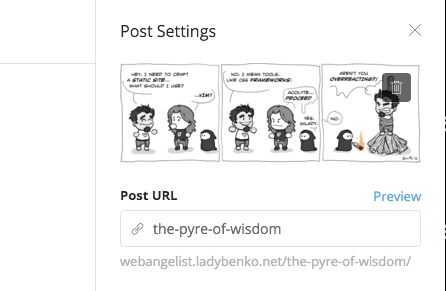 Post Settings
HEY, I NEED TO CRAFT
A STATIC SITE.
WHAT SHOULD I USE?
...VIM?
NO, I MEAN TOOLS,
LIKE CSS FRAMEWORKS.
ACOLYTE...
PROCEED
YES,
MILADY.
AREN'T YOU
OVERREACTING?!
NO.
Post URL
Preview
the-pyre-of-wisdom
webangelist.ladybenko.net/the-pyre-of-wisdom/